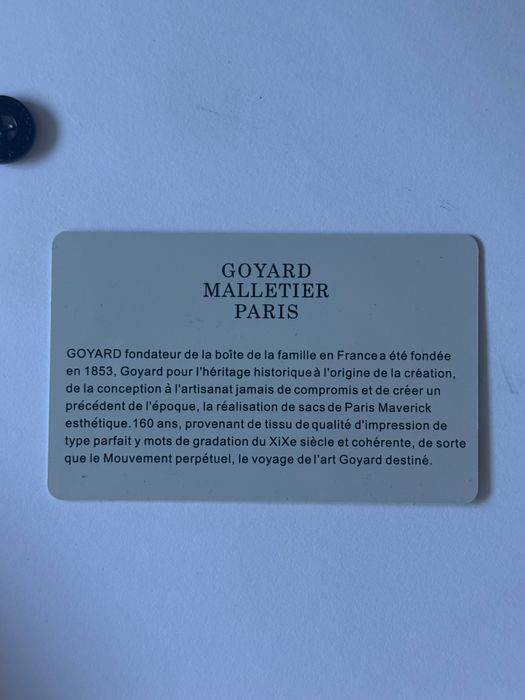 GOYARD
MALLETIER
PARIS
GOYARD fondateur de la boîte de la famille en France a été fondée
en 1853, Goyard pour l'héritage historique à l'origine de la création,
de la conception à l'artisanat jamais de compromis et de créer un
précédent de l'époque, la réalisation de sacs de Paris Maverick
esthétique.160 ans, provenant de tissu de qualité d'impression de
type parfait y mots de gradation du XiXe siècle et cohérente, de sorte
que le Mouvement perpétuel, le voyage de l'art Goyard destiné.